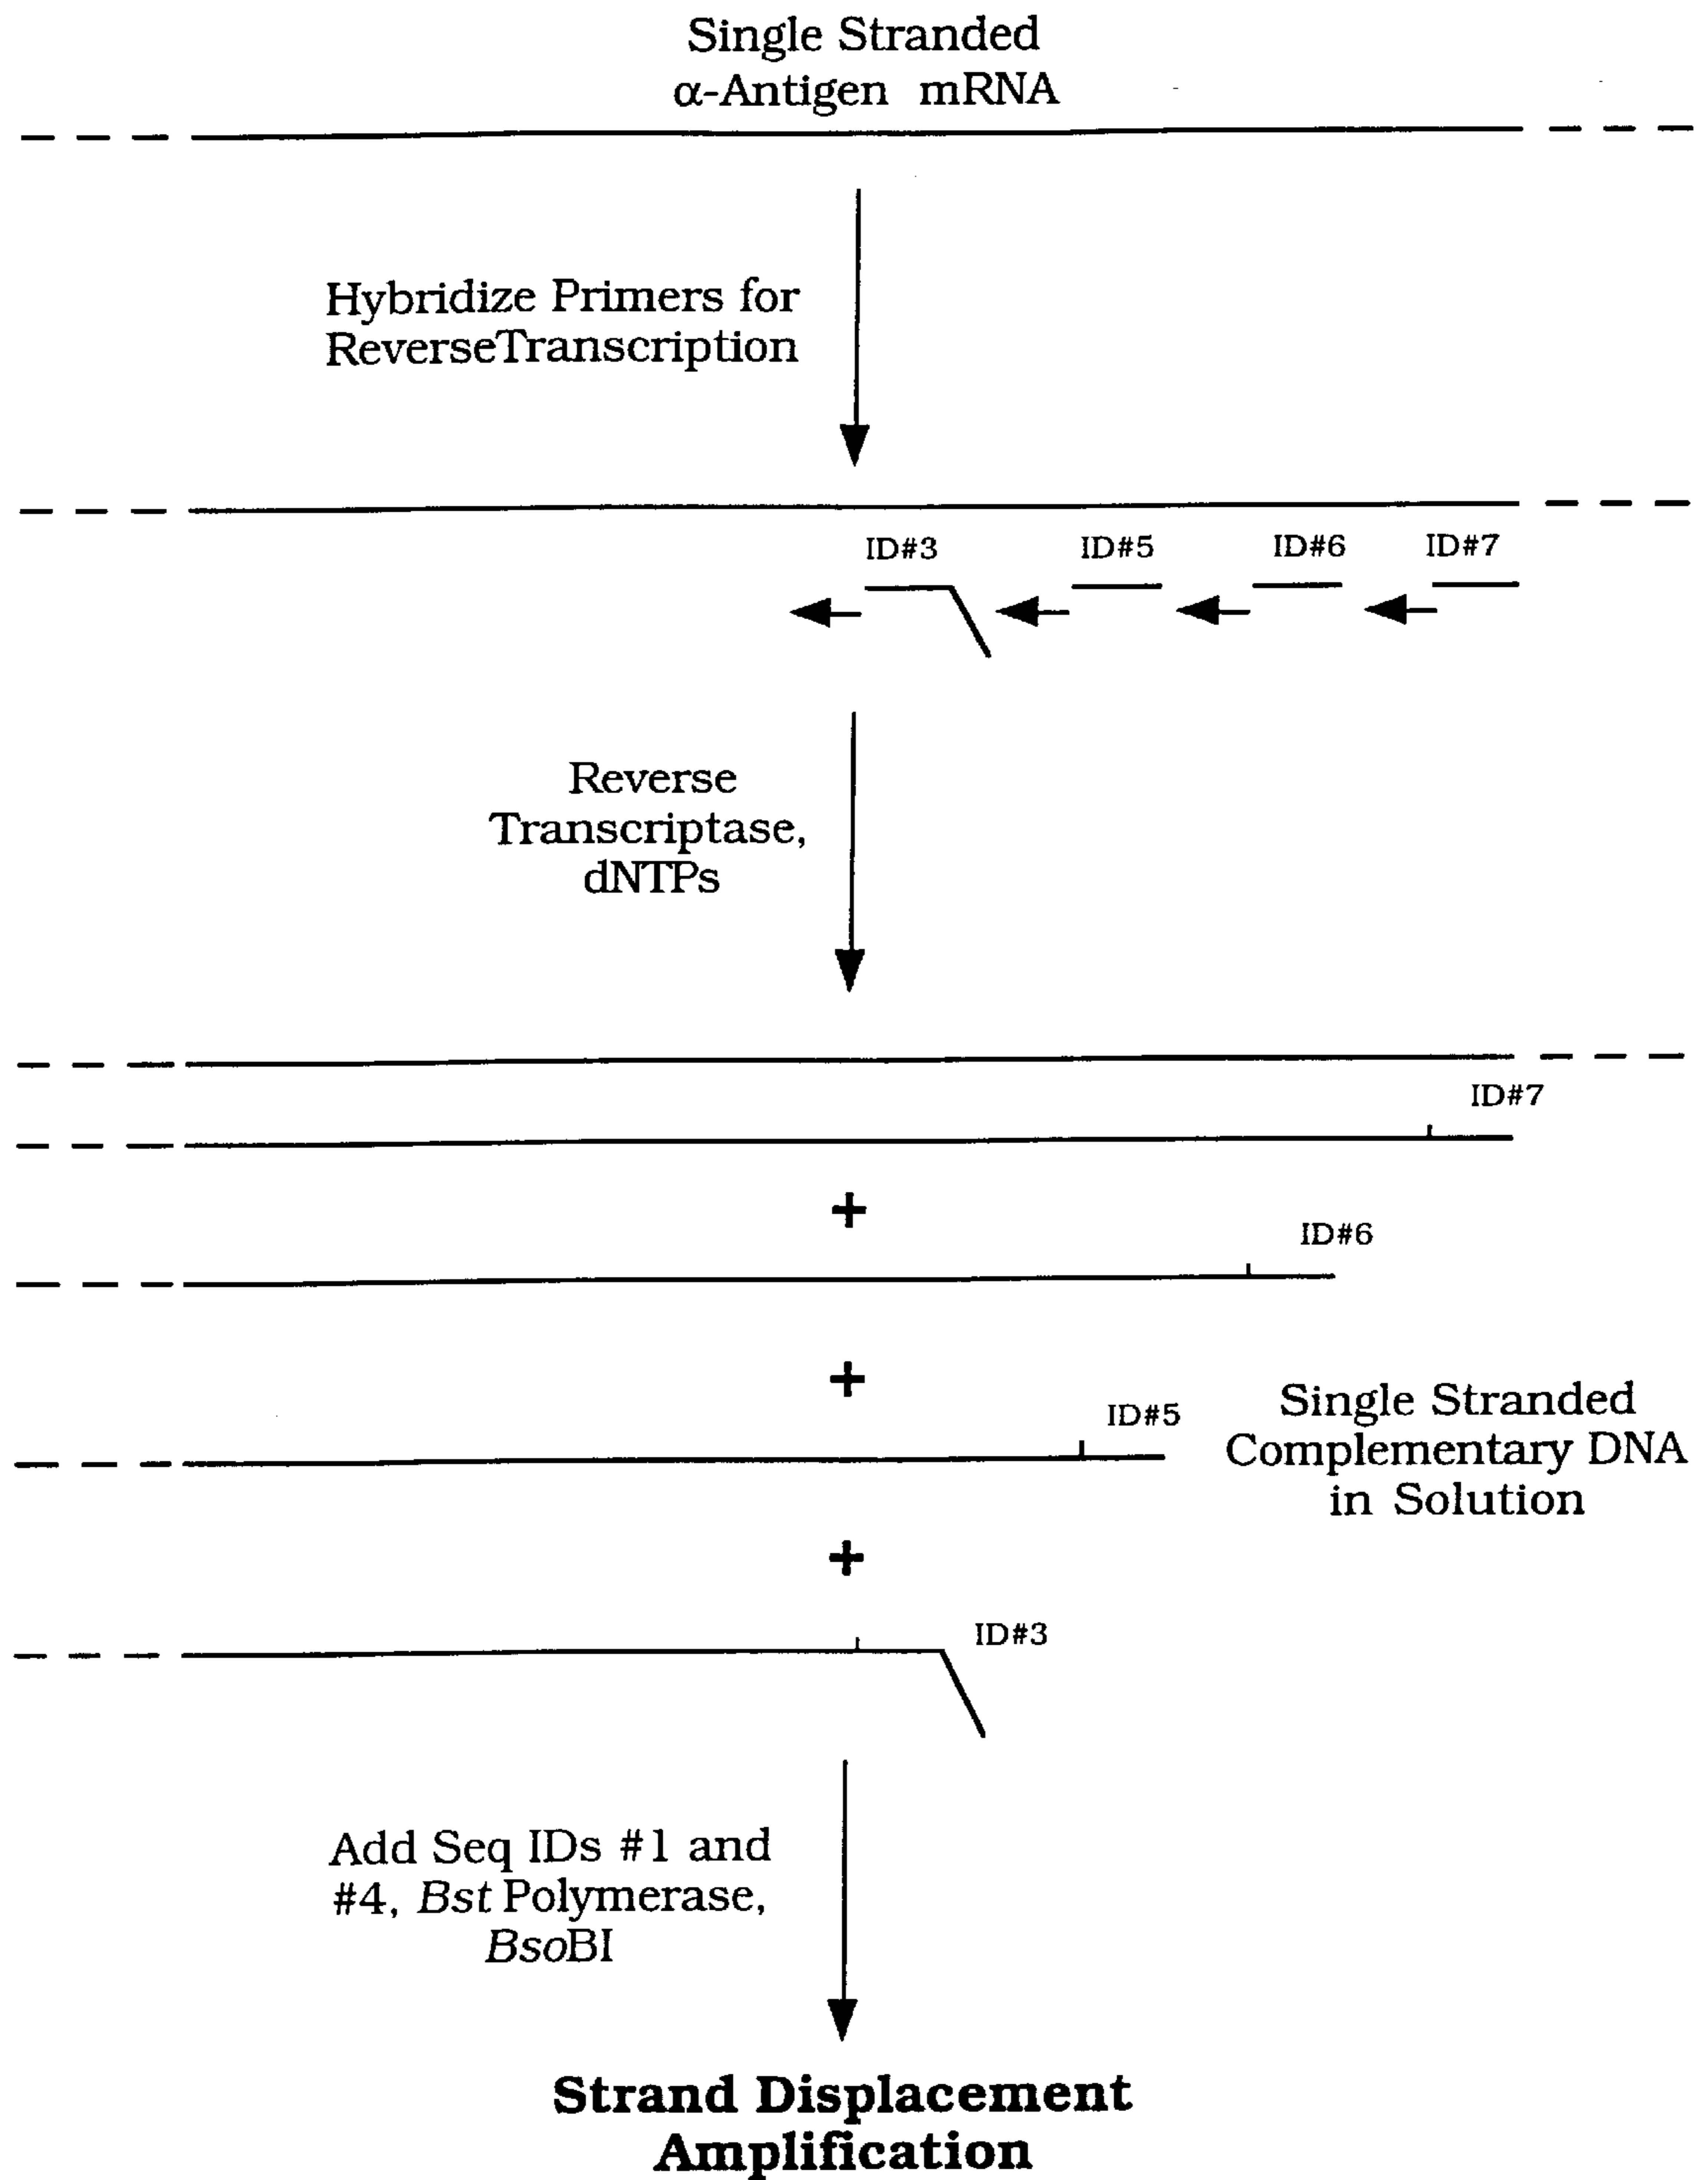 Single Stranded
α-Antigen mRNA
Hybridize Primers for
ReverseTranscription
ID#3 ID#5 ID#6 ID#7
Reverse
Transcriptase,
dNTPs
ID#7
+
ID#6
+
ID#5
Single Stranded
Complementary DNA
in Solution
+
ID#3
Add Seq IDs #1 and
#4, Bst Polymerase,
BsoBI
Strand Displacement
Amplification